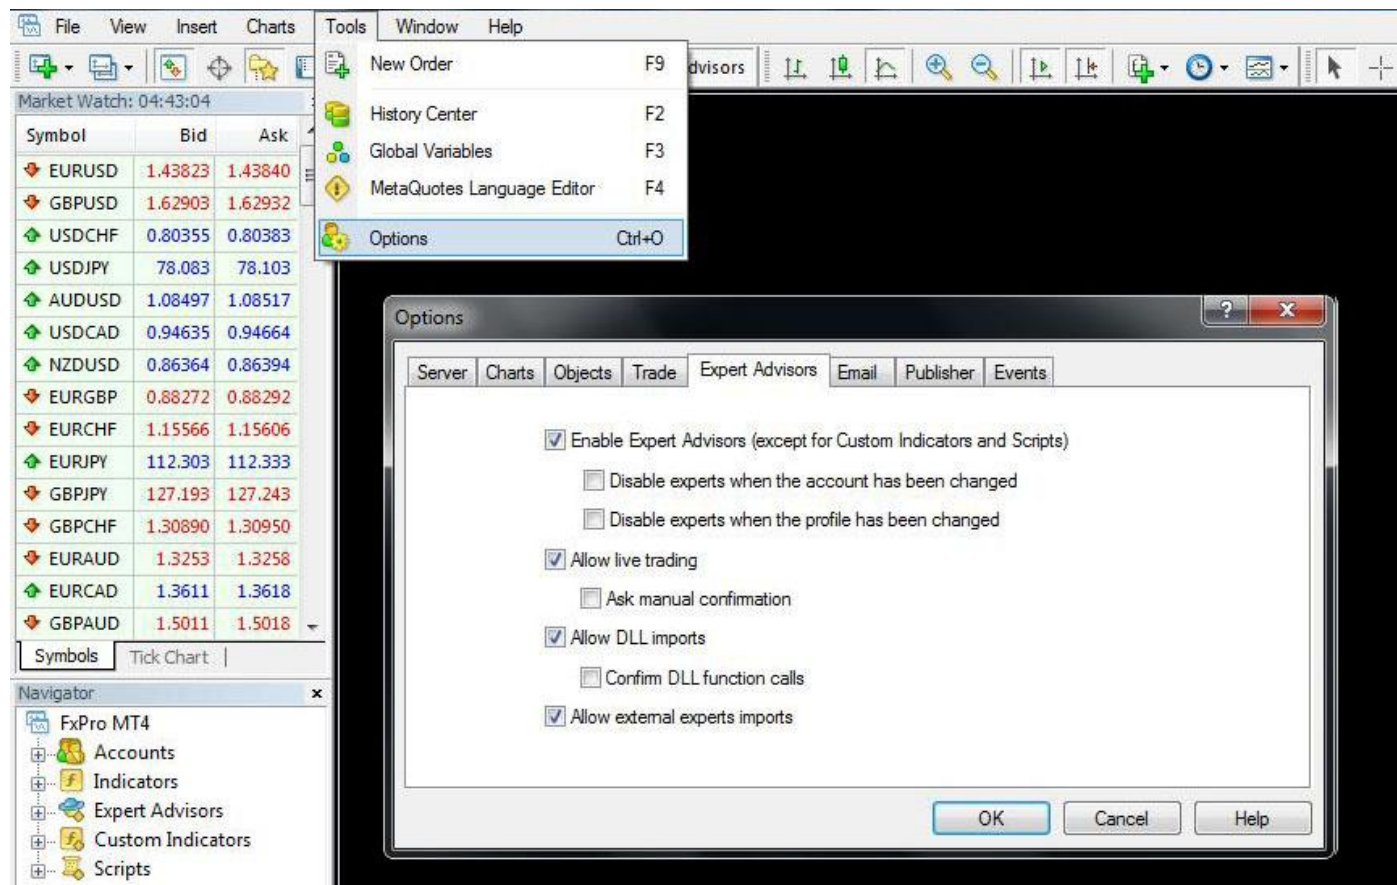 File View Insert Charts Tools Window Help
New Order F9
dvisors
History Center F2
Global Variables F3
MetaQuotes Language Editor F4
Options Ctrl+O
Market Watch: 04:43:04
Symbol Bid Ask
EURUSD 1.43823 1.43840
GBPUSD 1.62903 1.62932
USDCHF 0.80355 0.80383
USDJPY 78.083 78.103
AUDUSD 1.08497 1.08517
USDCAD 0.94635 0.94664
NZDUSD 0.86364 0.86394
EURGBP 0.88272 0.88292
EURCHF 1.15566 1.15606
EURJPY 112.303 112.333
GBPJPY 127.193 127.243
GBPCHF 1.30890 1.30950
EURAUD 1.3253 1.3258
EURCAD 1.3611 1.3618
GBPAUD 1.5011 1.5018
Symbols Tick Chart
Navigator
FxPro MT4
Accounts
Indicators
Expert Advisors
Custom Indicators
Scripts
Options
Server Charts Objects Trade Expert Advisors Email Publisher Events
Enable Expert Advisors (except for Custom Indicators and Scripts)
Disable experts when the account has been changed
Disable experts when the profile has been changed
Allow live trading
Ask manual confirmation
Allow DLL imports
Confirm DLL function calls
Allow external experts imports
OK Cancel Help